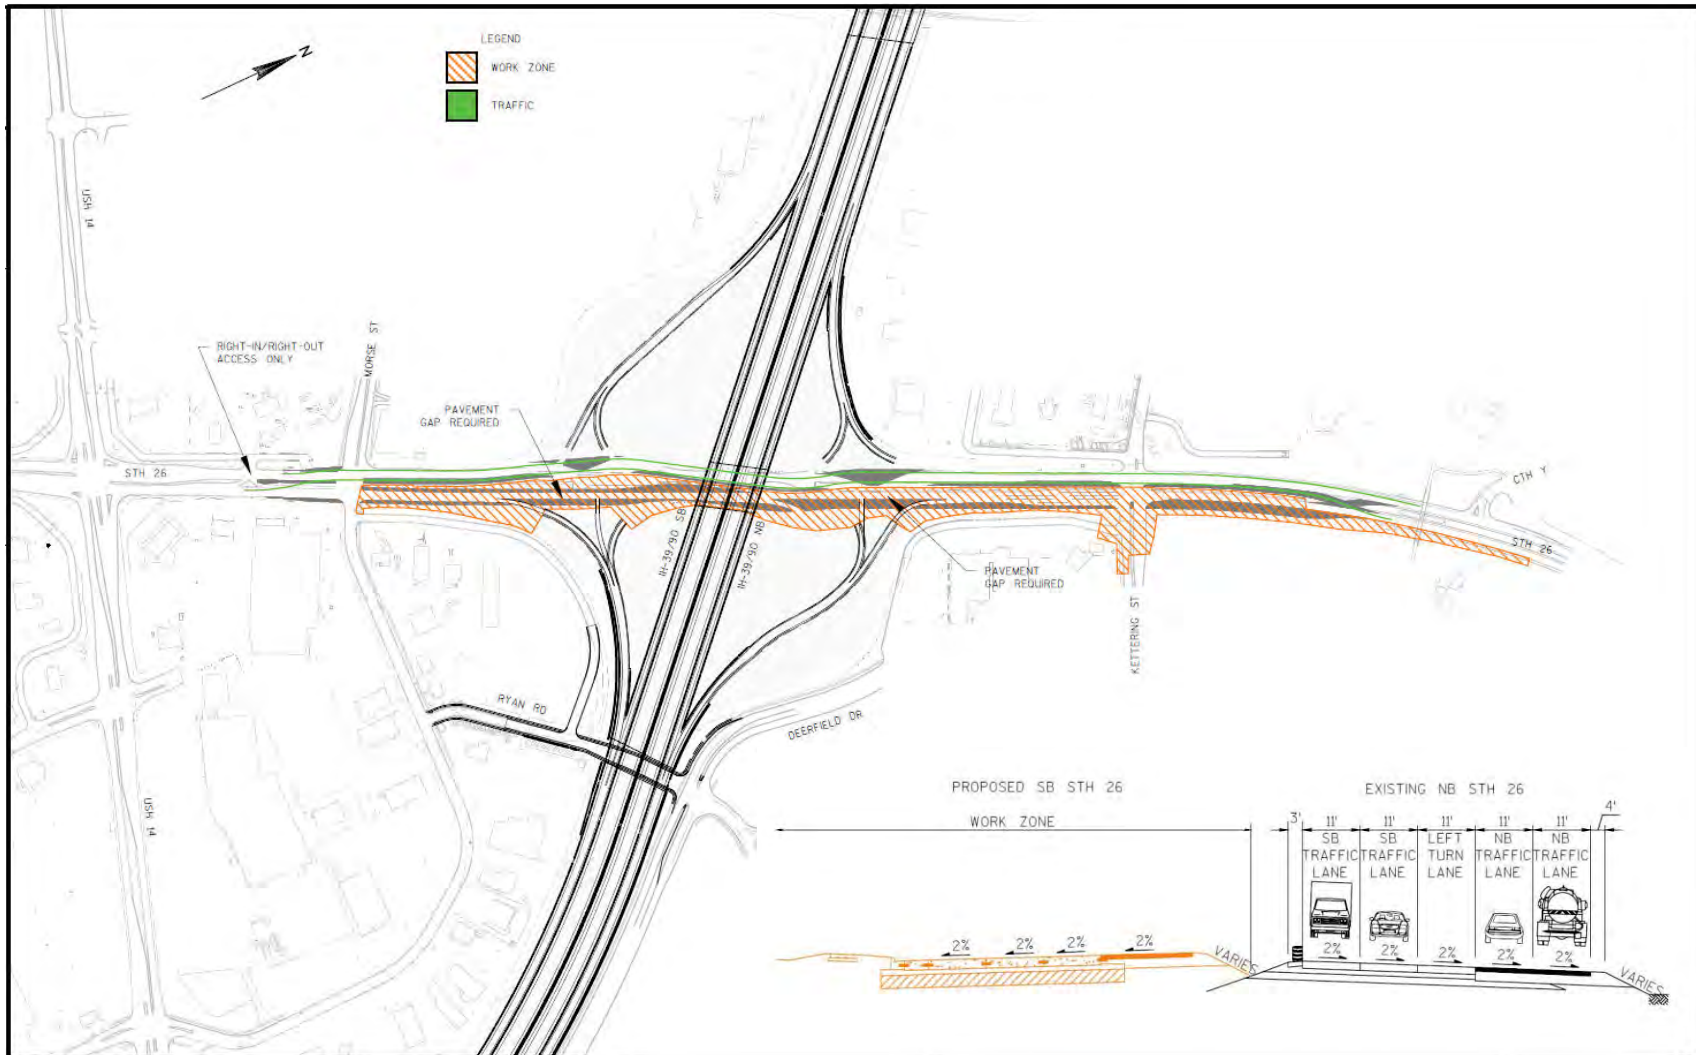 N
LEGEND
WORK ZONE
TRAFFIC
USH 14
RIGHT-IN/RIGHT-OUT
ACCESS ONLY
MORSE ST
PAVEMENT
GAP REQUIRED
STH 26
IH-39/90 SB
IH-39/90 NB
CTH Y
STH 26
PAVEMENT
GAP REQUIRED
KETTERING ST
RYAN RD
DEERFIELD DR
USH 14
PROPOSED SB STH 26
EXISTING NB STH 26
WORK ZONE
3' 11' 11' 11' 11' 11' 4'
SB SB LEFT NB NB
TRAFFIC TRAFFIC TURN TRAFFIC TRAFFIC
LANE LANE LANE LANE LANE
2% 2% 2% 2%
VARIES
2% 2% 2% 2% 2%
VARIES